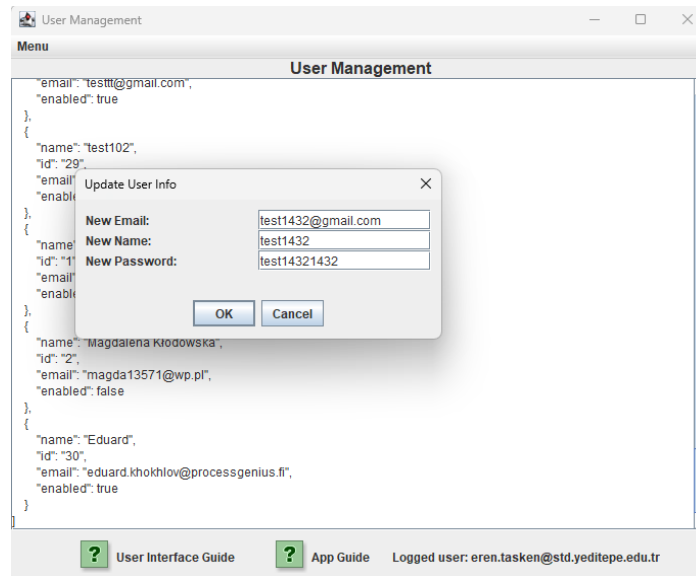 User Management
Menu
User Management
"email": "testtt@gmail.com",
"enabled": true
},
{
"name": "test102",
"id": "29",
"email"
"enable
},
{
"name"
"id": "1"
"email"
"enable
},
{
Update User Info
New Email: test1432@gmail.com
New Name: test1432
New Password: test14321432
OK Cancel
"name": "Magdalena Kłodowska",
"id": "2",
"email": "magda13571@wp.pl",
"enabled": false
},
{
"name": "Eduard",
"id": "30",
"email": "eduard.khokhlov@processgenius.fi",
"enabled": true
}
]
? User Interface Guide ? App Guide Logged user: eren.tasken@std.yeditepe.edu.tr